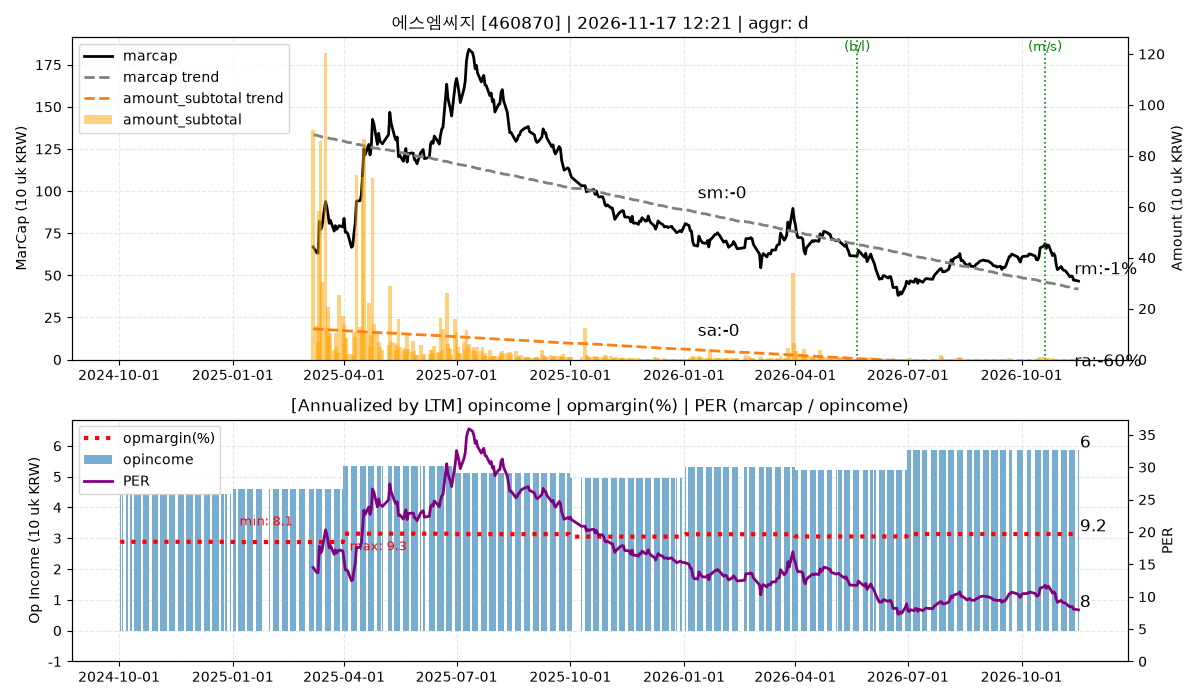 에스엠씨지 [460870] | 2026-11-17 12:21 | aggr: d
marcap
marcap trend
amount_subtotal trend
amount_subtotal
(b/l)
(m/s)
175
150
125
100
75
50
25
0
MarCap (10 uk KRW)
120
100
80
60
40
20
0
Amount (10 uk KRW)
sm:-0
rm:-1%
sa:-0
ra:-60%
2024-10-01
2025-01-01
2025-04-01
2025-07-01
2025-10-01
2026-01-01
2026-04-01
2026-07-01
2026-10-01
[Annualized by LTM] opincome | opmargin(%) | PER (marcap / opincome)
opmargin(%)
opincome
PER
6
5
4
3
2
1
0
-1
Op Income (10 uk KRW)
35
30
25
20
15
10
5
0
PER
min: 8.1
max: 9.3
6
9.2
8
2024-10-01
2025-01-01
2025-04-01
2025-07-01
2025-10-01
2026-01-01
2026-04-01
2026-07-01
2026-10-01